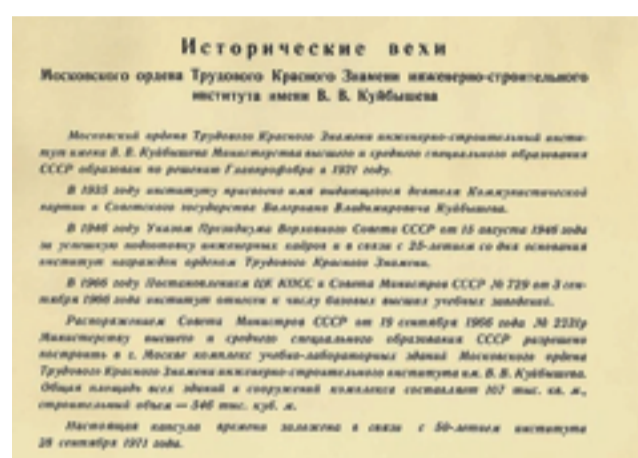 Исторические вехи
Московского ордена Трудового Красного Знамени инженерно-строительного
института имени В. В. Куйбышева
Московский ордена Трудового Красного Знамени инженерно-строительный инсти-
тут имени В. В. Куйбышева Министерства высшего и среднего специального образования
СССР образован по решению Главпрофобра в 1921 году.
В 1935 году институту присвоено имя выдающегося деятеля Коммунистической
партии и Советского государства Валериана Владимировича Куйбышева.
В 1946 году Указом Президиума Верховного Совета СССР от 15 августа 1946 года
за успешную подготовку инженерных кадров и в связи с 25-летием со дня основания
институт награжден орденом Трудового Красного Знамени.
В 1966 году Постановлением ЦК КПСС и Совета Министров СССР № 729 от 3 сен-
тября 1966 года институт отнесен к числу базовых высших учебных заведений.
Распоряжением Совета Министров СССР от 19 сентября 1966 года №
Министерству высшего и среднего специального образования СССР разрешено
построить в г. Москве комплекс учебно-лабораторных зданий Московского ордена
Трудового Красного Знамени инженерно-строительного института им. В. В. Куйбышева.
Общая площадь всех зданий и сооружений комплекса составляет 107 тыс. кв. м,
строительный объем — 546 тыс. куб. м.
Настоящая капсула времени заложена в связи с 50-летием института
28 сентября 1971 года.